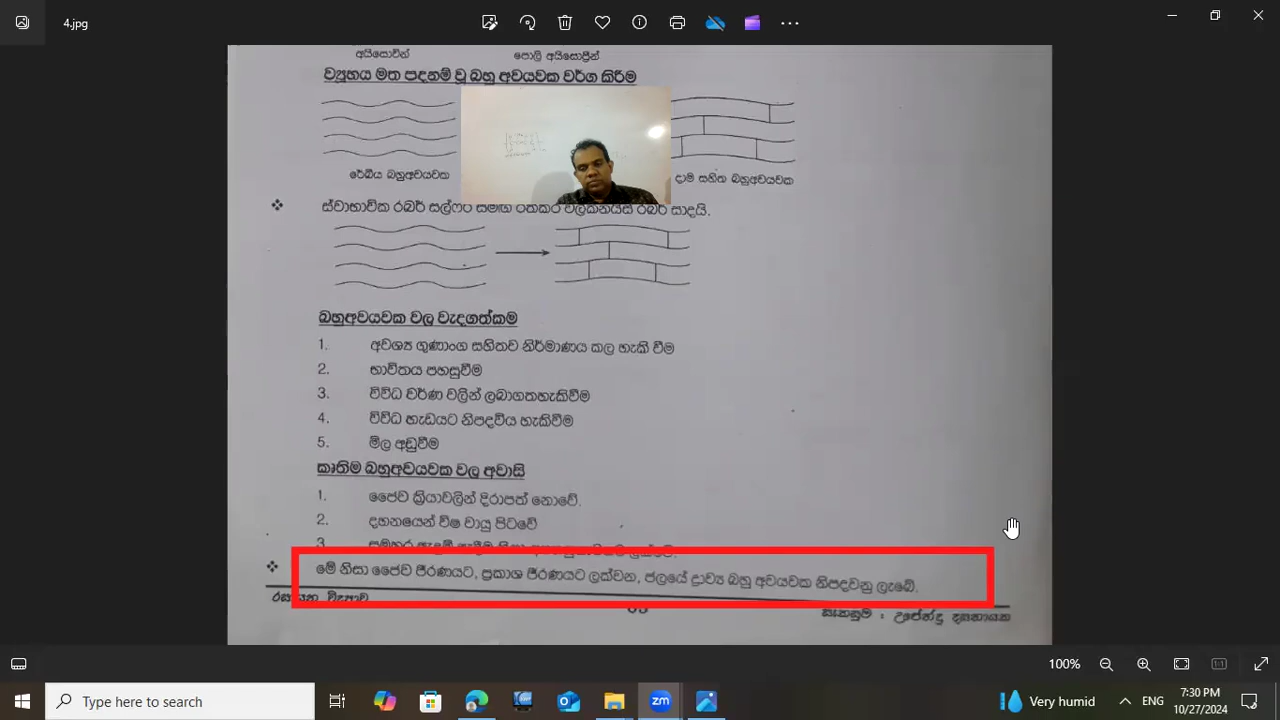 4.jpg
අයිසොප්රීන් පොලි අයිසොප්රීන්
ව්‍යුහය මත පදනම් වූ බහු අවයවක වර්ග කිරීම
රේඛීය බහුඅවයවක දාම සහිත බහුඅවයවක
❖ ස්වාභාවික රබර් සල්ෆර් සමඟ රත්කර වල්කනයිස් රබර් සාදයි.
බහුඅවයවක වල වැදගත්කම
1. අවශ්‍ය ගුණාංග සහිතව නිර්මාණය කල හැකි වීම
2. භාවිතය පහසුවීම
3. විවිධ වර්ණ වලින් ලබාගතහැකිවීම
4. විවිධ හැඩයට නිපදවිය හැකිවීම
5. මිල අඩුවීම
කෘතිම බහුඅවයවක වල අවාසි
1. ජෛව ක්‍රියාවලින් දිරාපත් නොවේ.
2. දහනයෙන් විෂ වායු පිටවේ
3.
❖ මේ නිසා ජෛව ජීරණයට, ප්‍රකාශ ජීරණයට ලක්වන, ජලයේ ද්‍රාව්‍ය බහු අවයවක නිපදවනු ලැබේ.
රසායන විද්‍යාව සැකසුම : උපේන්ද්‍ර දසනායක
100%
Type here to search
zm
Very humid
ENG
7:30 PM
10/27/2024